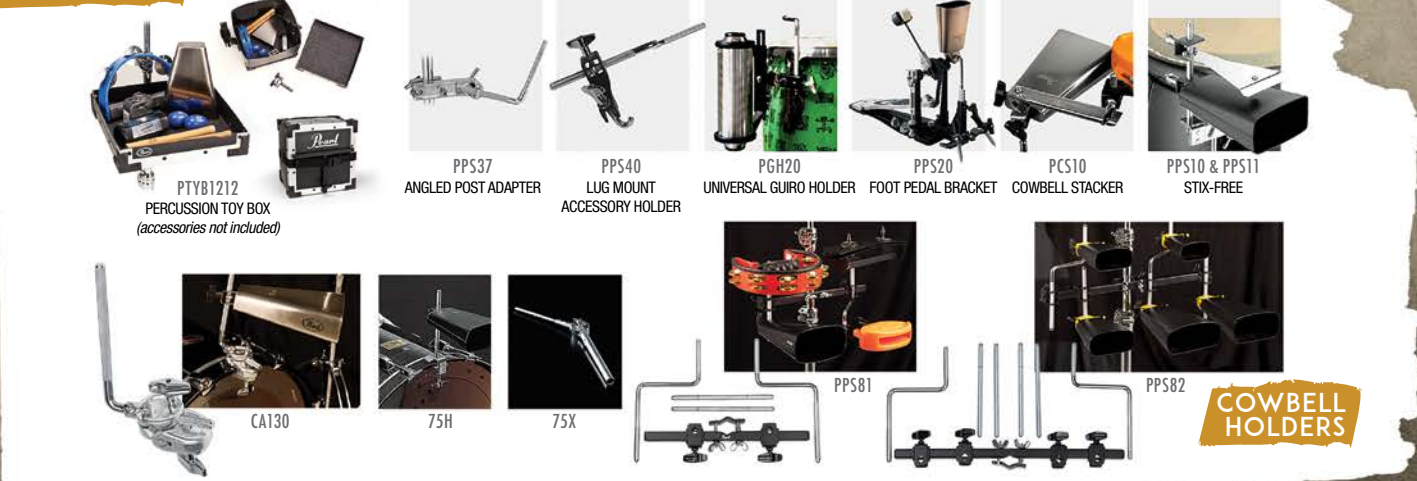 Pearl
PTYB1212
PERCUSSION TOY BOX
(accessories not included)
PPS37
ANGLED POST ADAPTER
PPS40
LUG MOUNT
ACCESSORY HOLDER
PGH20
UNIVERSAL GUIRO HOLDER
PPS20
FOOT PEDAL BRACKET
PCS10
COWBELL STACKER
PPS10 & PPS11
STIX-FREE
CA130
75H
75X
PPS81
PPS82
COWBELL
HOLDERS